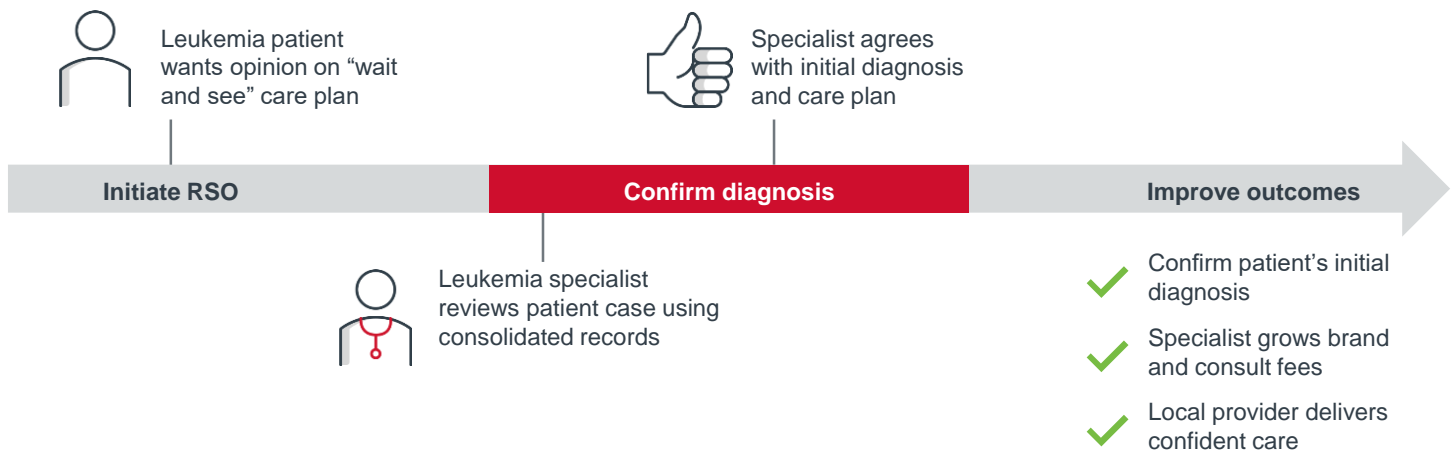 Leukemia patient
wants opinion on “wait
and see” care plan
Specialist agrees
with initial diagnosis
and care plan
Initiate RSO
Confirm diagnosis
Improve outcomes
Leukemia specialist
reviews patient case using
consolidated records
Confirm patient’s initial
diagnosis
Specialist grows brand
and consult fees
Local provider delivers
confident care